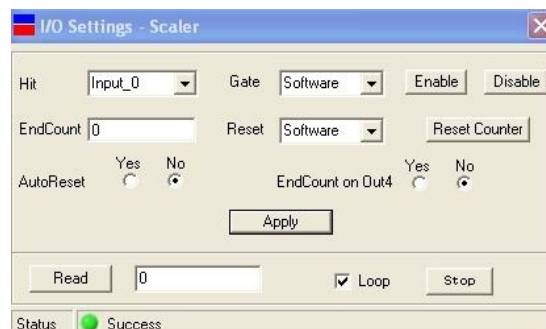 I/O Settings - Scaler
Hit Input_0 Gate Software Enable Disable
EndCount 0 Reset Software Reset Counter
Yes No Yes No
AutoReset EndCount on Out4
Apply
Read 0 Loop Stop
Status Success